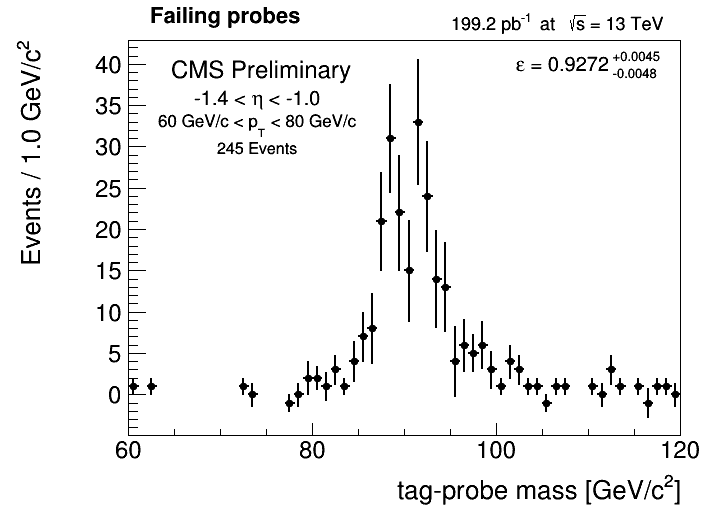 Failing probes
199.2 pb⁻¹ at √s = 13 TeV
CMS Preliminary
-1.4 < η < -1.0
60 GeV/c < p_T < 80 GeV/c
245 Events
ε = 0.9272 +0.0045 -0.0048
Events / 1.0 GeV/c²
40
35
30
25
20
15
10
5
0
60 80 100 120
tag-probe mass [GeV/c²]